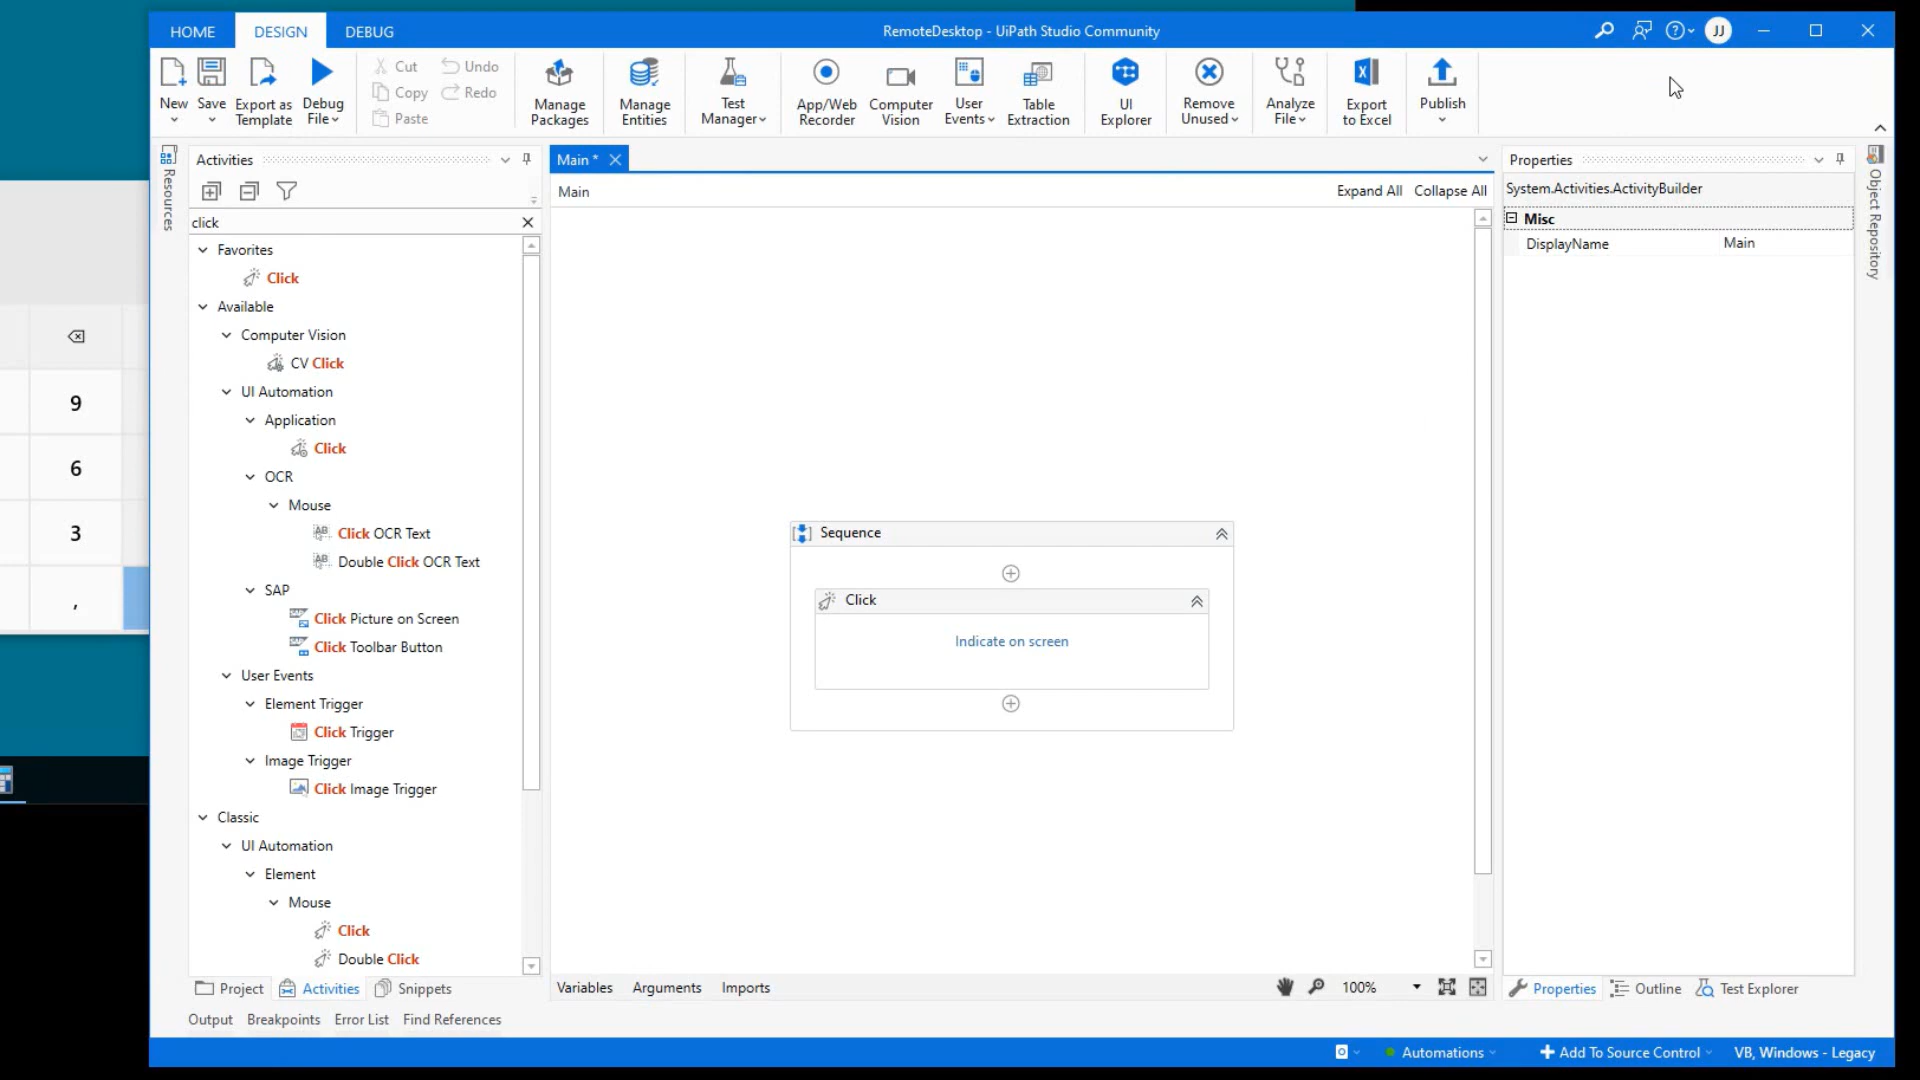 HOME
DESIGN
DEBUG
RemoteDesktop - UiPath Studio Community
JJ
New
Save
Export as
Template
Debug
File
Cut
Copy
Paste
Undo
Redo
Manage
Packages
Manage
Entities
Test
Manager
App/Web
Recorder
Computer
Vision
User
Events
Table
Extraction
UI
Explorer
Remove
Unused
Analyze
File
Export
to Excel
Publish
Resources
Activities
click
Favorites
Click
Available
Computer Vision
CV Click
UI Automation
Application
Click
OCR
Mouse
Click OCR Text
Double Click OCR Text
SAP
Click Picture on Screen
Click Toolbar Button
User Events
Element Trigger
Click Trigger
Image Trigger
Click Image Trigger
Classic
UI Automation
Element
Mouse
Click
Double Click
Project
Activities
Snippets
Main *
Main
Expand All
Collapse All
Sequence
Click
Indicate on screen
Variables
Arguments
Imports
100%
Properties
System.Activities.ActivityBuilder
Misc
DisplayName
Main
Object Repository
Properties
Outline
Test Explorer
Output
Breakpoints
Error List
Find References
Automations
Add To Source Control
VB, Windows - Legacy
9
6
3
,